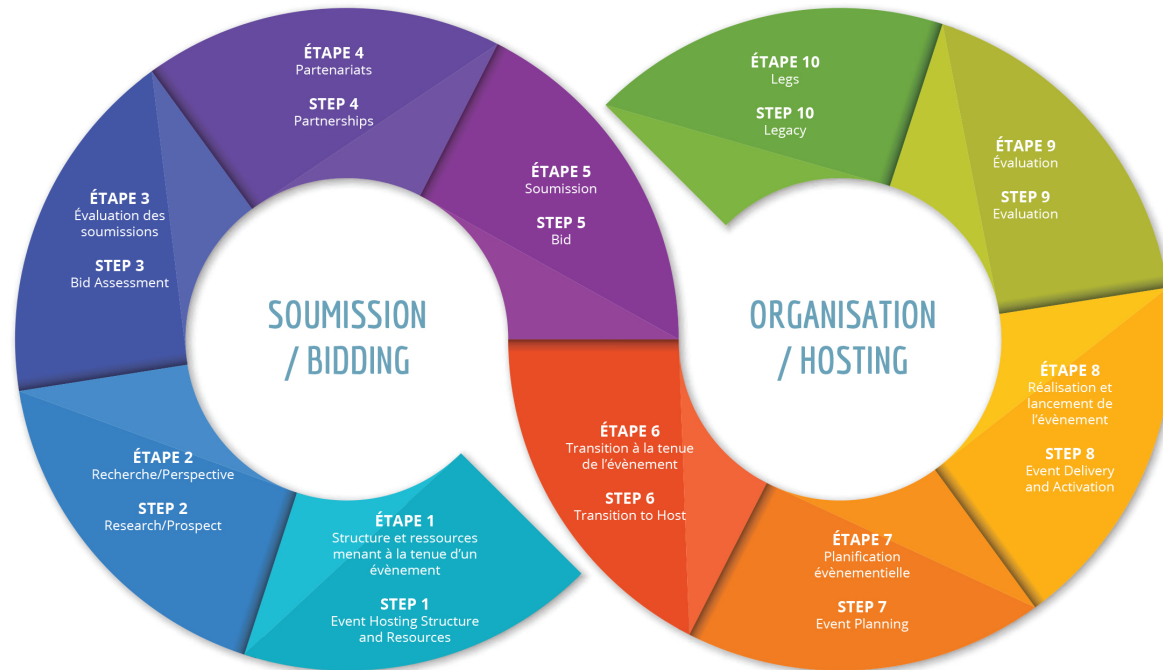 SOUMISSION
/ BIDDING
ÉTAPE 1
Structure et ressources
menant à la tenue d'un
évènement
STEP 1
Event Hosting Structure
and Resources
ÉTAPE 2
Recherche/Perspective
STEP 2
Research/Prospect
ÉTAPE 3
Évaluation des
soumissions
STEP 3
Bid Assessment
ÉTAPE 4
Partenariats
STEP 4
Partnerships
ÉTAPE 5
Soumission
STEP 5
Bid
ORGANISATION
/ HOSTING
ÉTAPE 6
Transition à la tenue
de l'évènement
STEP 6
Transition to Host
ÉTAPE 7
Planification
évènementielle
STEP 7
Event Planning
ÉTAPE 8
Réalisation et
lancement de
l'évènement
STEP 8
Event Delivery
and Activation
ÉTAPE 9
Évaluation
STEP 9
Evaluation
ÉTAPE 10
Legs
STEP 10
Legacy